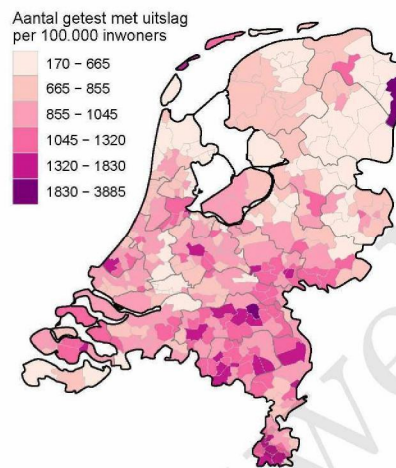 Aantal getest met uitslag
per 100.000 inwoners
170 – 665
665 – 855
855 – 1045
1045 – 1320
1320 – 1830
1830 – 3885